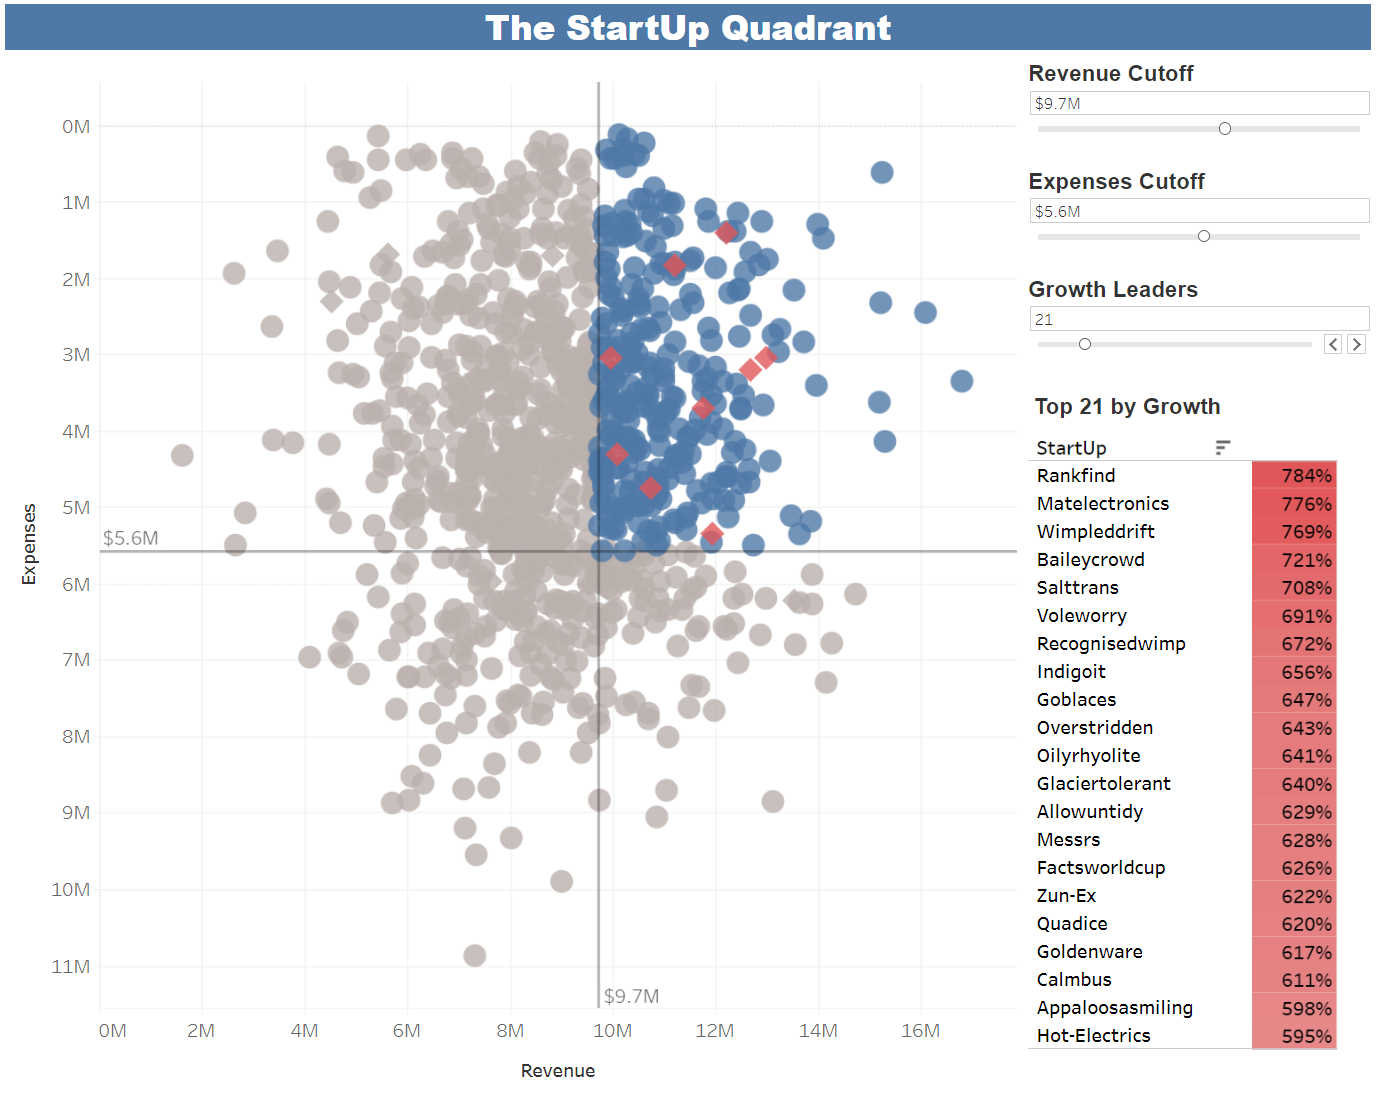 The StartUp Quadrant
Revenue Cutoff
$9.7M
Expenses Cutoff
$5.6M
Growth Leaders
21
Top 21 by Growth
StartUp
Rankfind 784%
Matelectronics 776%
Wimpleddrift 769%
Baileycrowd 721%
Salttrans 708%
Voleworry 691%
Recognisedwimp 672%
Indigoit 656%
Goblaces 647%
Overstridden 643%
Oilyrhyolite 641%
Glaciertolerant 640%
Allowuntidy 629%
Messrs 628%
Factsworldcup 626%
Zun-Ex 622%
Quadice 620%
Goldenware 617%
Calmbus 611%
Appaloosasmiling 598%
Hot-Electrics 595%
Expenses
0M
1M
2M
3M
4M
5M
6M
7M
8M
9M
10M
11M
$5.6M
$9.7M
0M 2M 4M 6M 8M 10M 12M 14M 16M
Revenue